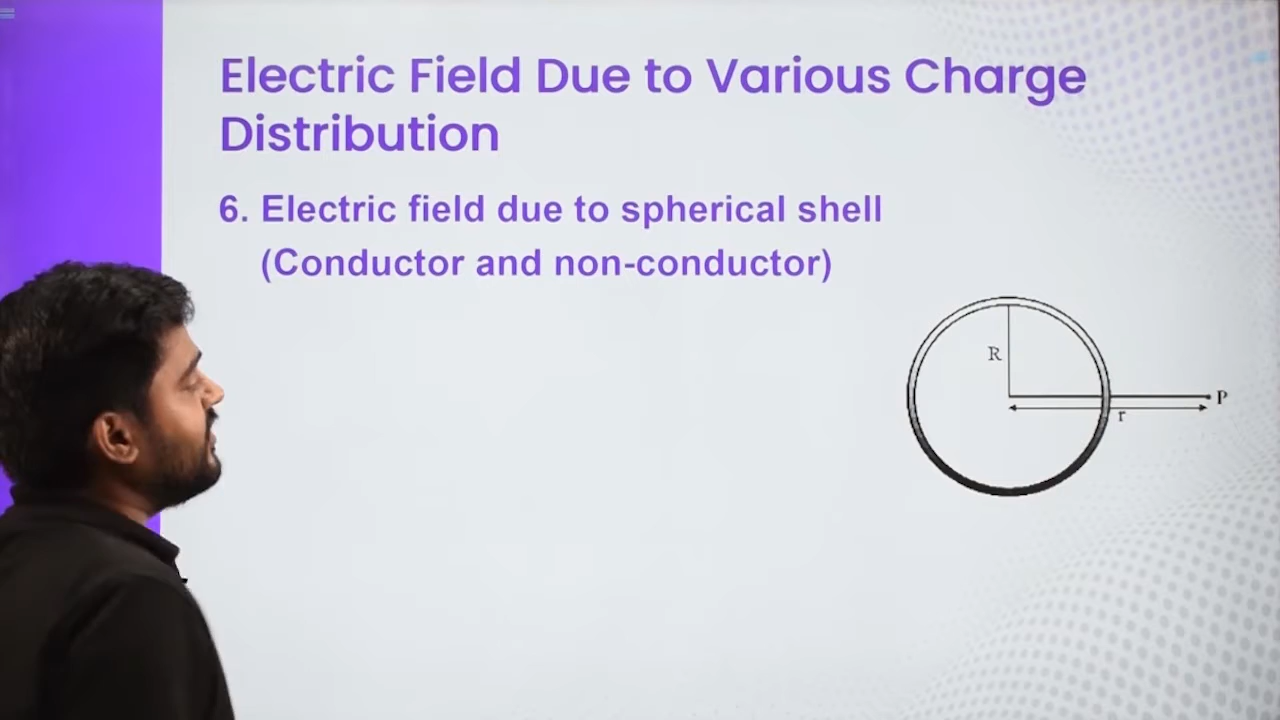 Electric Field Due to Various Charge
Distribution
6. Electric field due to spherical shell
(Conductor and non-conductor)
R
P
r